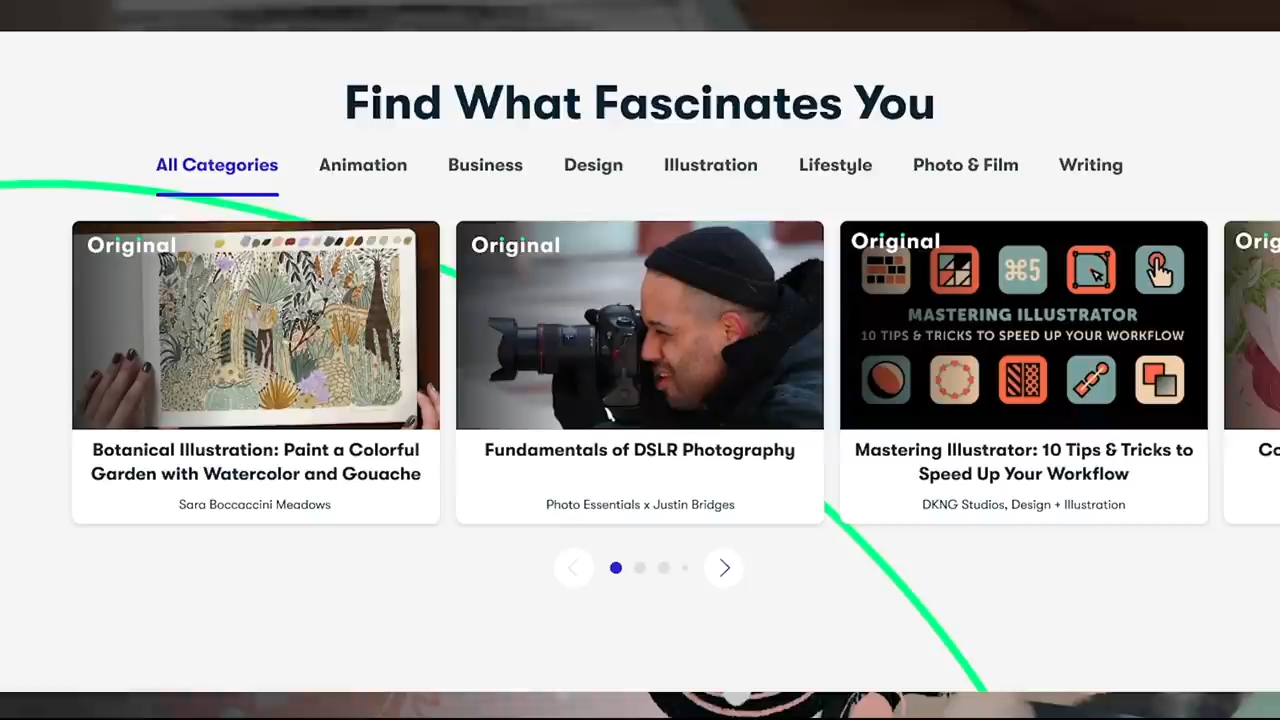 Find What Fascinates You
All Categories Animation Business Design Illustration Lifestyle Photo & Film Writing
Original
Botanical Illustration: Paint a Colorful
Garden with Watercolor and Gouache
Sara Boccaccini Meadows
Original
Fundamentals of DSLR Photography
Photo Essentials x Justin Bridges
Original
⌘5
MASTERING ILLUSTRATOR
10 TIPS & TRICKS TO SPEED UP YOUR WORKFLOW
Mastering Illustrator: 10 Tips & Tricks to
Speed Up Your Workflow
DKNG Studios, Design + Illustration
Orig
Co